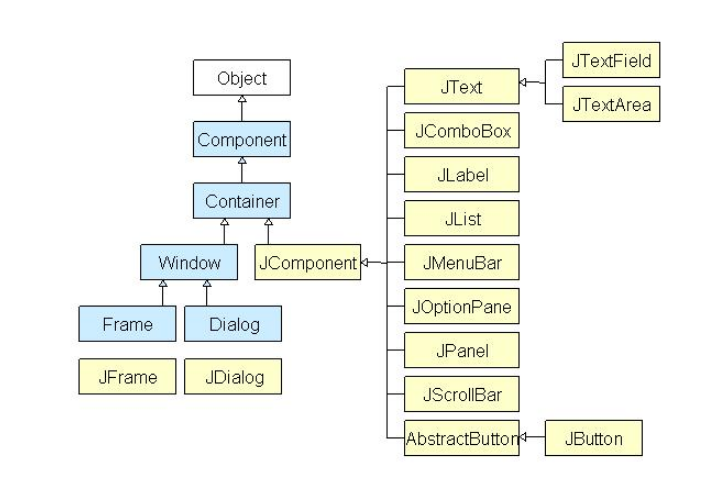 Object
Component
Container
Window
JComponent
Frame
Dialog
JFrame
JDialog
JText
JComboBox
JLabel
JList
JMenuBar
JOptionPane
JPanel
JScrollBar
AbstractButton
JTextField
JTextArea
JButton